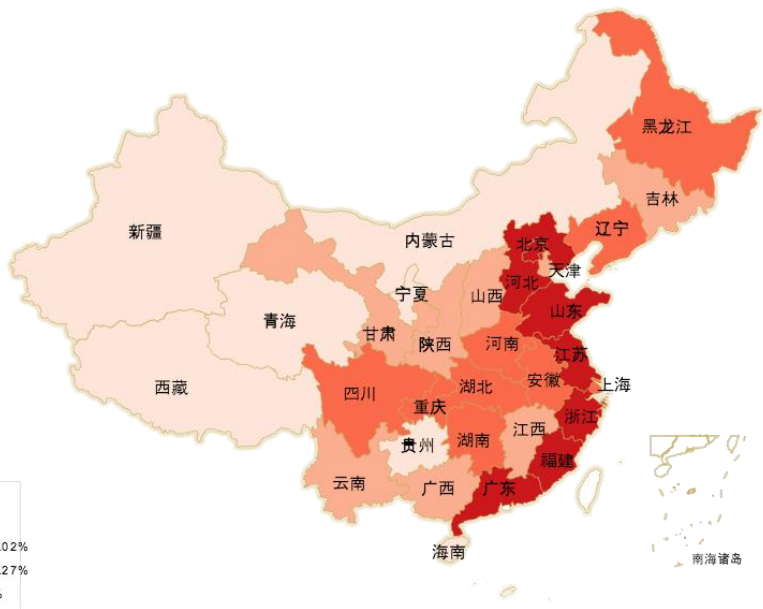 黑龙江
吉林
辽宁
新疆
内蒙古
北京
天津
河北
宁夏
山西
山东
青海
甘肃
陕西
河南
江苏
西藏
四川
湖北
安徽
上海
重庆
浙江
湖南
江西
贵州
福建
云南
广西
广东
.02%
南海诸岛
海南
.27%
%